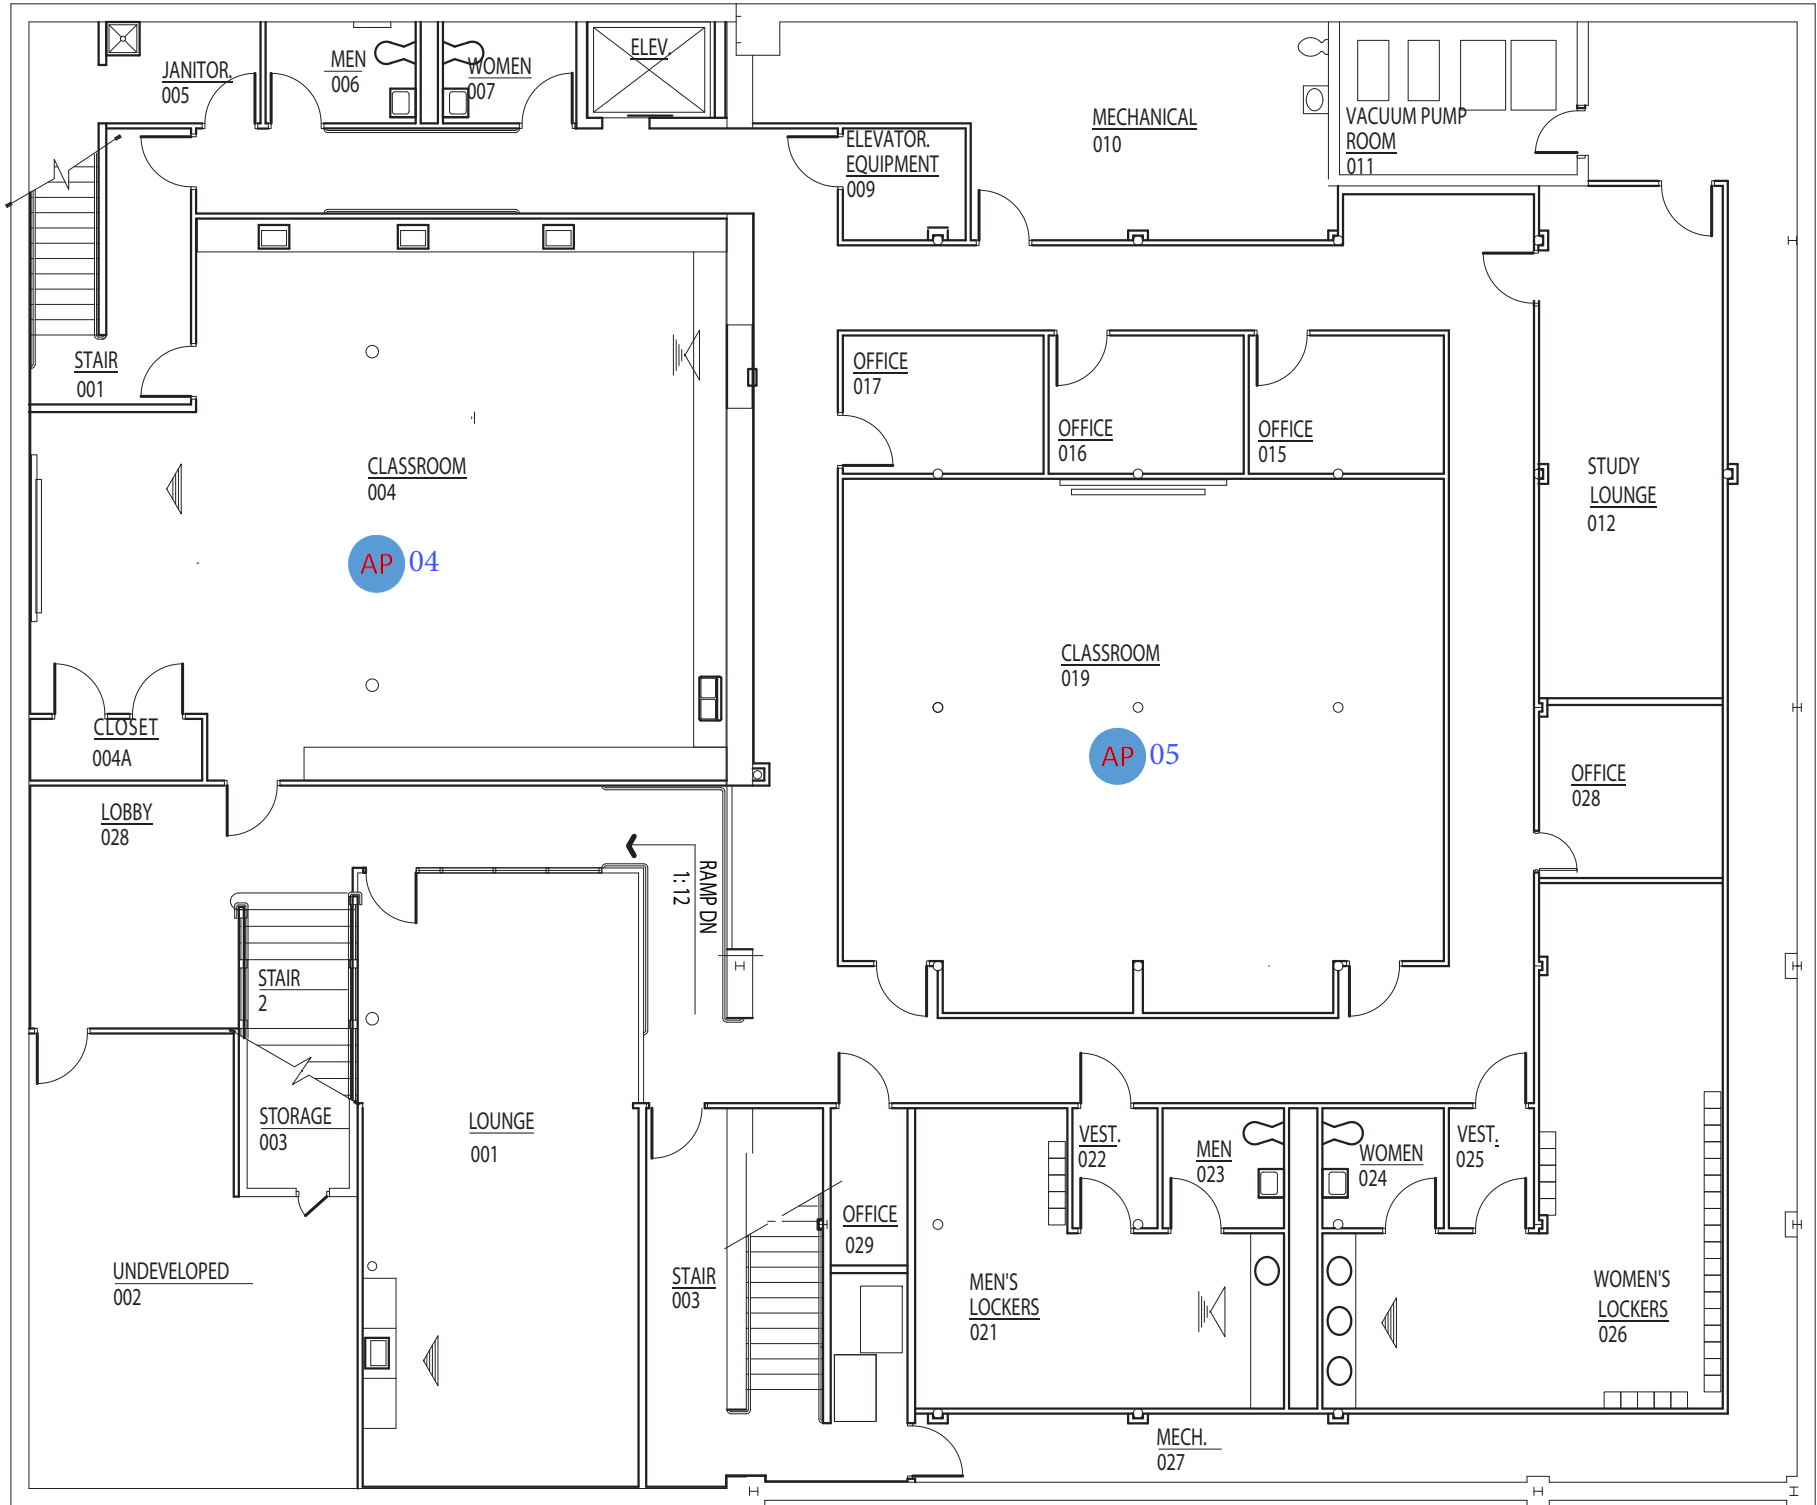 JANITOR.
005
MEN
006
WOMEN
007
ELEV.
ELEVATOR.
EQUIPMENT
009
MECHANICAL
010
VACUUM PUMP
ROOM
011
STAIR
001
CLASSROOM
004
AP 04
OFFICE
017
OFFICE
016
OFFICE
015
STUDY
LOUNGE
012
CLASSROOM
019
AP 05
CLOSET
004A
LOBBY
028
RAMP DN
1:12
OFFICE
028
STAIR
2
STORAGE
003
LOUNGE
001
UNDEVELOPED
002
STAIR
003
OFFICE
029
VEST.
022
MEN
023
WOMEN
024
VEST.
025
MEN'S
LOCKERS
021
WOMEN'S
LOCKERS
026
MECH.
027